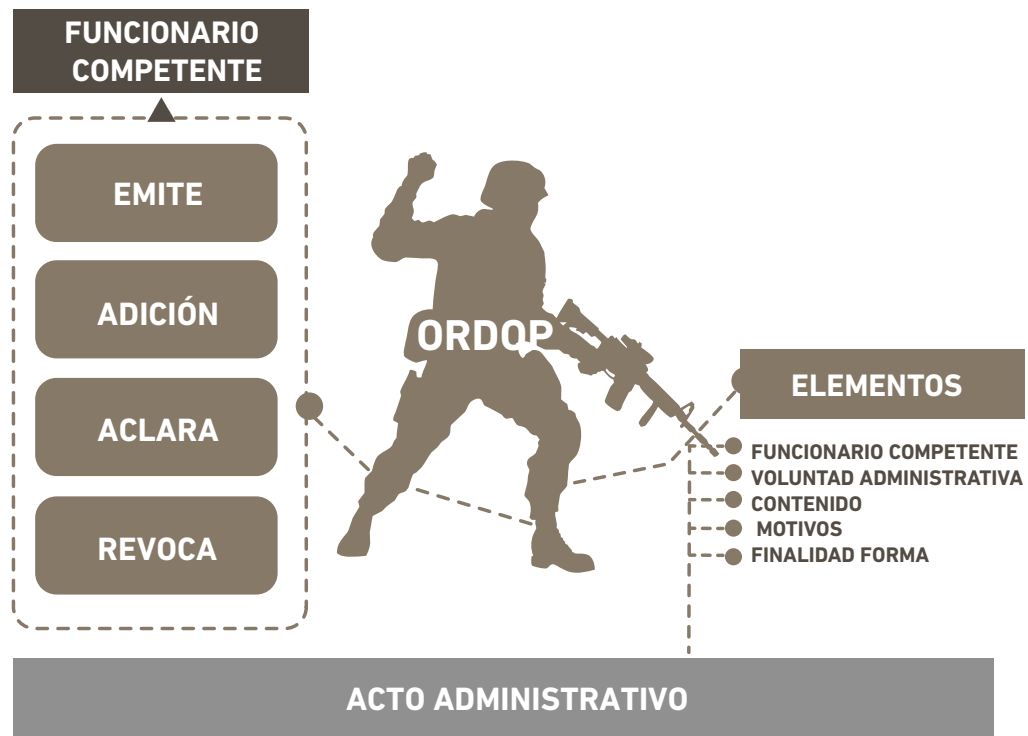 FUNCIONARIO
COMPETENTE
EMITE
ADICIÓN
ACLARA
REVOCA
ORDOP
ELEMENTOS
FUNCIONARIO COMPETENTE
VOLUNTAD ADMINISTRATIVA
CONTENIDO
MOTIVOS
FINALIDAD FORMA
ACTO ADMINISTRATIVO